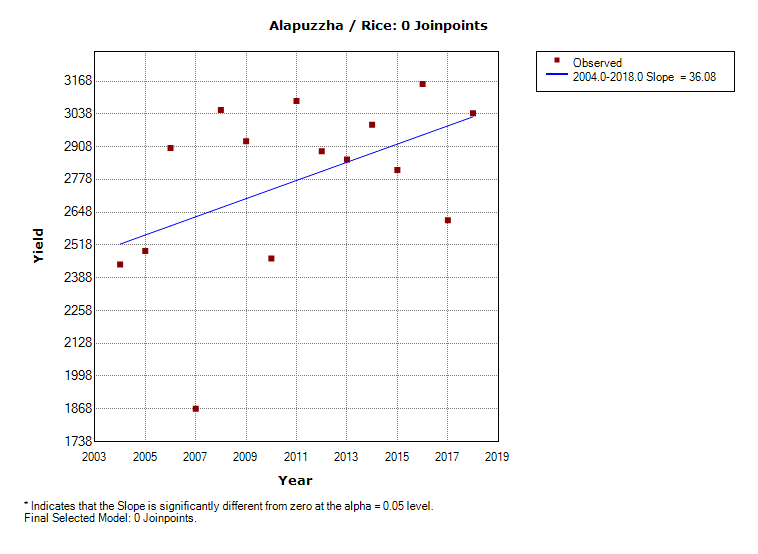 Alapuzzha / Rice: 0 Joinpoints
Observed
2004.0-2018.0 Slope = 36.08
3168
3038
2908
2778
2648
2518
2388
2258
2128
1998
1868
1738
Yield
2003 2005 2007 2009 2011 2013 2015 2017 2019
Year
* Indicates that the Slope is significantly different from zero at the alpha = 0.05 level.
Final Selected Model: 0 Joinpoints.